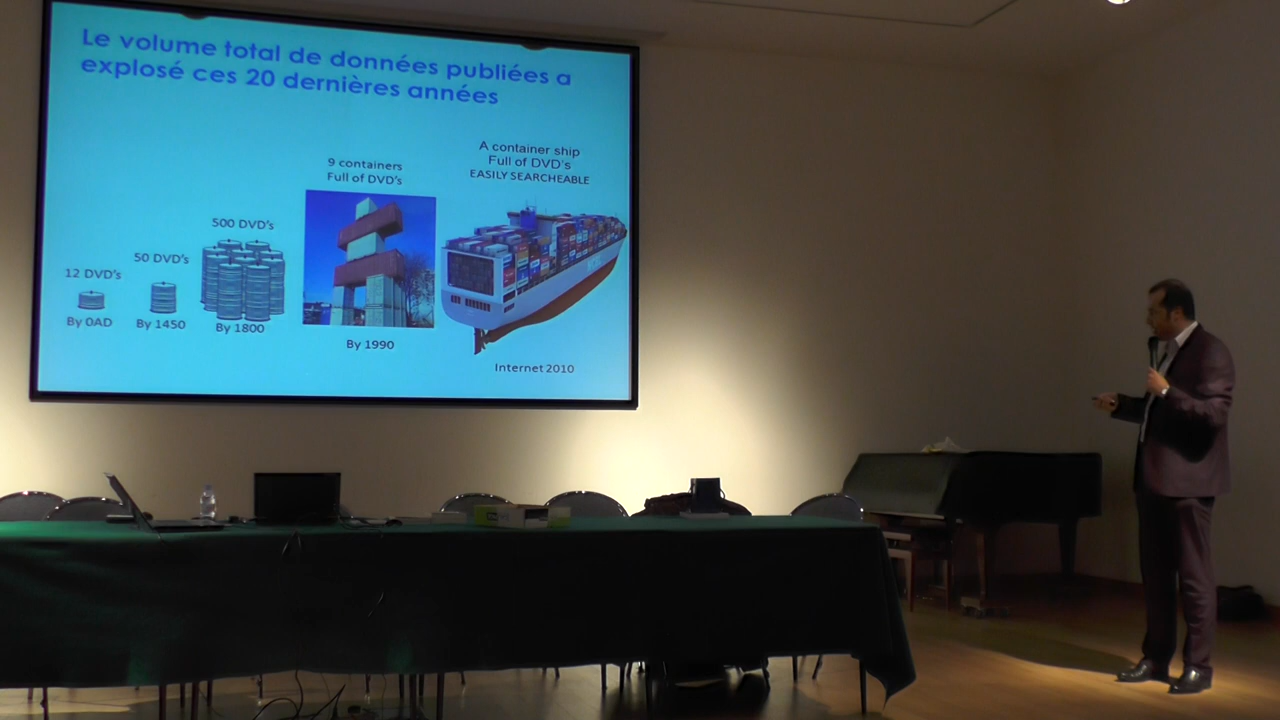 Le volume total de données publiées a
explosé ces 20 dernières années
12 DVD's
By 0AD
50 DVD's
By 1450
500 DVD's
By 1800
9 containers
Full of DVD's
By 1990
A container ship
Full of DVD's
EASILY SEARCHEABLE
Internet 2010